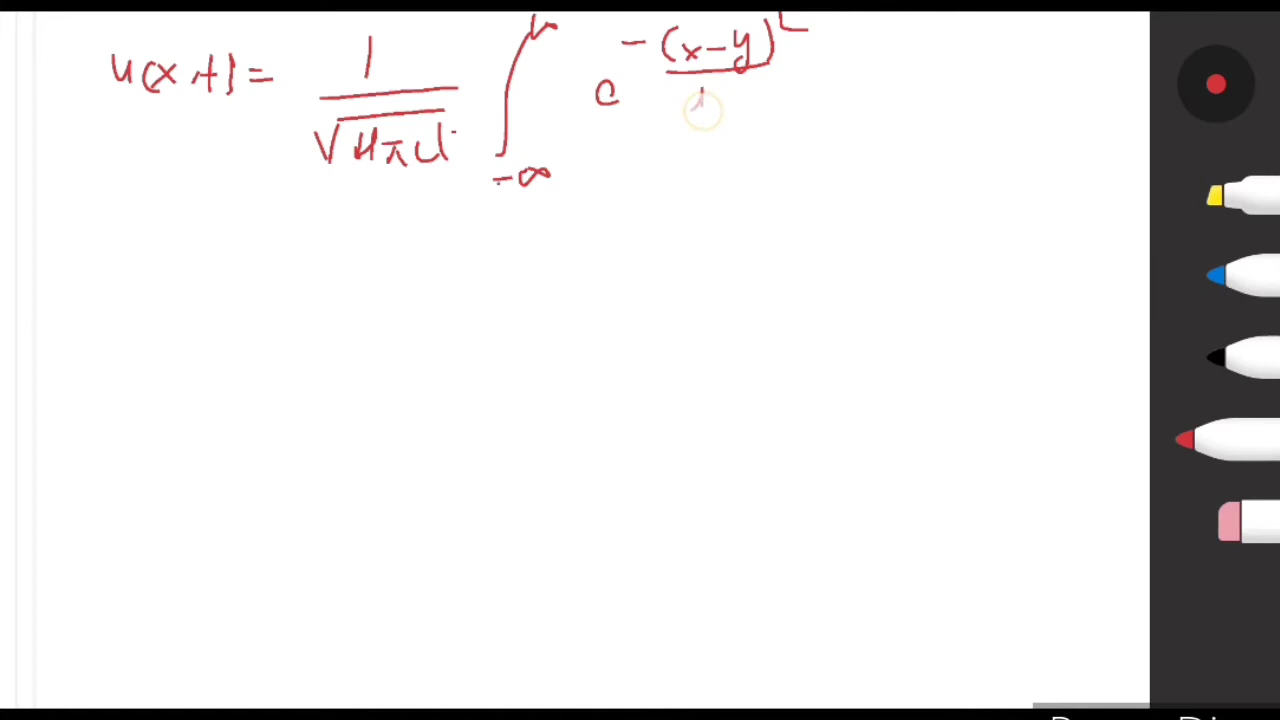 u(x,t) = 1/√4πt ∫_{-∞}^{∞} e^{-(x-y)^2/